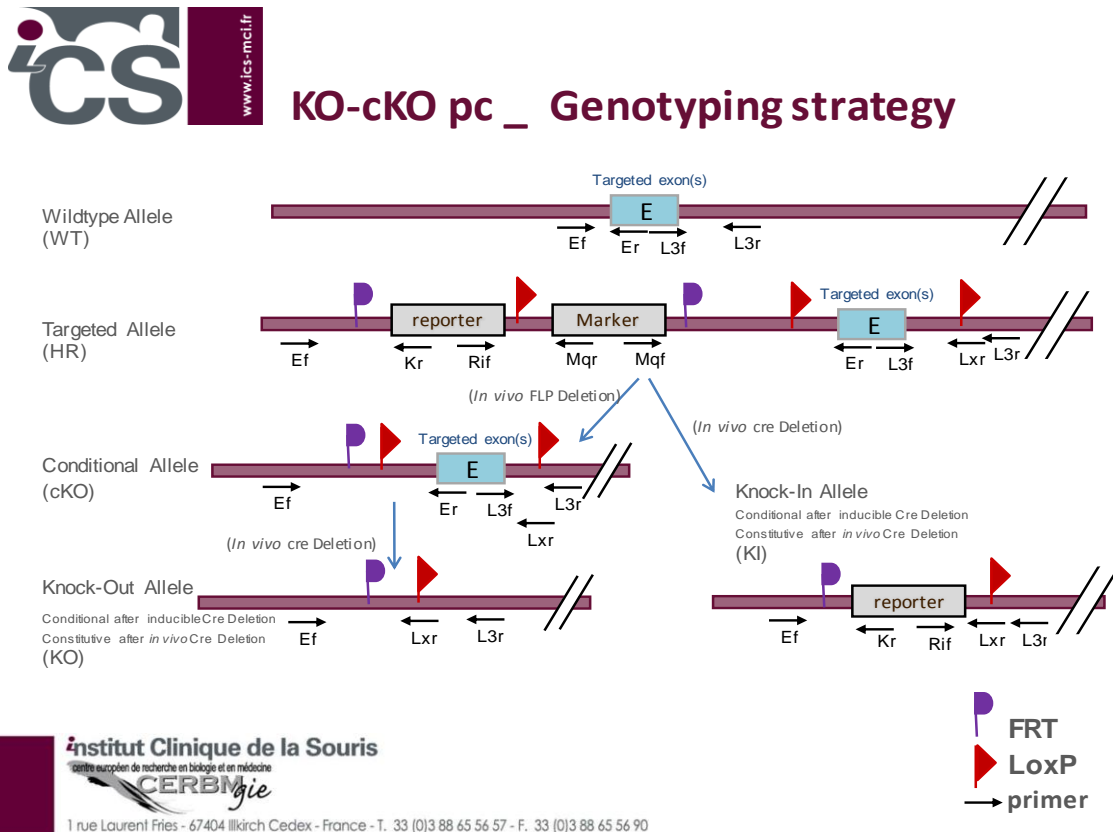 iCS
www.ics-mci.fr
KO-cKO pc _ Genotyping strategy
Targeted exon(s)
Wildtype Allele
(WT)
E
Ef
Er
L3f
L3r
Targeted exon(s)
Targeted Allele
(HR)
reporter
Marker
E
Ef
Kr
Rif
Mqr
Mqf
Er
L3f
Lxr
L3r
(In vivo FLP Deletion)
(In vivo cre Deletion)
Targeted exon(s)
Conditional Allele
(cKO)
E
Ef
Er
L3f
L3r
Lxr
Knock-In Allele
Conditional after inducible Cre Deletion
Constitutive after in vivo Cre Deletion
(KI)
(In vivo cre Deletion)
Knock-Out Allele
Conditional after inducible Cre Deletion
Constitutive after in vivo Cre Deletion
(KO)
Ef
Lxr
L3r
reporter
Ef
Kr
Rif
Lxr
L3r
FRT
LoxP
primer
institut Clinique de la Souris
centre européen de recherche en biologie et en médecine
CERBMgie
1 rue Laurent Fries - 67404 Illkirch Cedex - France - T. 33 (0)3 88 65 56 57 - F. 33 (0)3 88 65 56 90